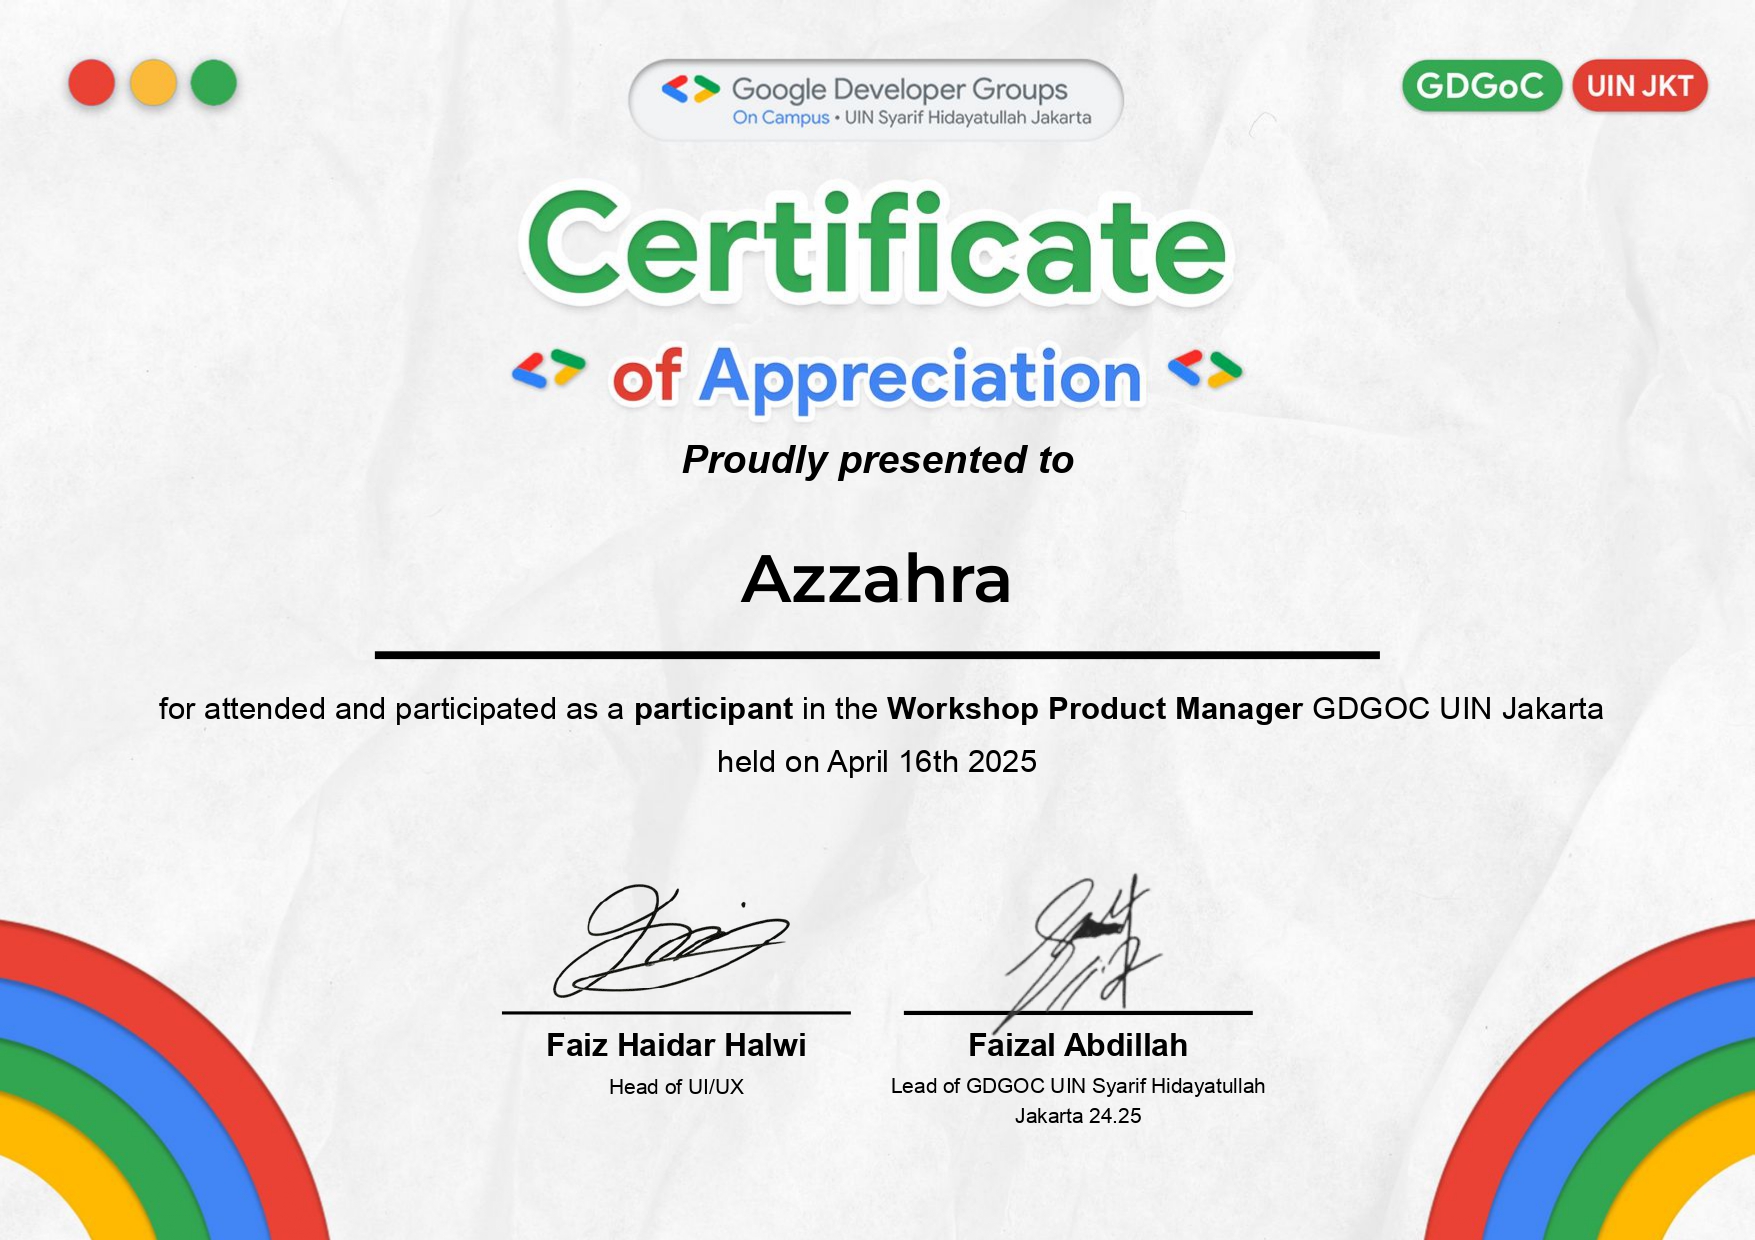 Google Developer Groups
On Campus • UIN Syarif Hidayatullah Jakarta
GDGoC UIN JKT
Certificate
<> of Appreciation <>
Proudly presented to
Azzahra
for attended and participated as a participant in the Workshop Product Manager GDGOC UIN Jakarta
held on April 16th 2025
Faiz Haidar Halwi
Head of UI/UX
Faizal Abdillah
Lead of GDGOC UIN Syarif Hidayatullah
Jakarta 24.25